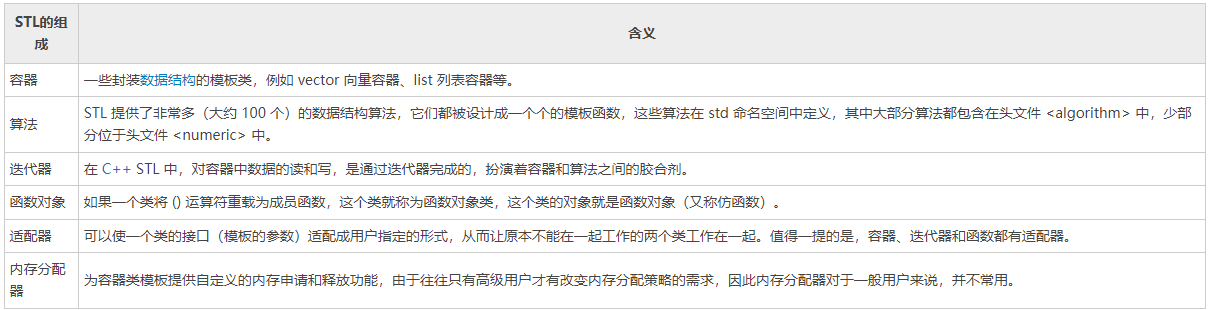 STL的组
成
含义
容器
一些封装数据结构的模板类，例如 vector 向量容器、list 列表容器等。
算法
STL 提供了非常多（大约 100 个）的数据结构算法，它们都被设计成一个个的模板函数，这些算法在 std 命名空间中定义，其中大部分算法都包含在头文件 <algorithm> 中，少部
分位于头文件 <numeric> 中。
迭代器
在 C++ STL 中，对容器中数据的读和写，是通过迭代器完成的，扮演着容器和算法之间的胶合剂。
函数对象
如果一个类将 () 运算符重载为成员函数，这个类就称为函数对象类，这个类的对象就是函数对象（又称仿函数）。
适配器
可以使一个类的接口（模板的参数）适配成用户指定的形式，从而让原本不能在一起工作的两个类工作在一起。值得一提的是，容器、迭代器和函数都有适配器。
内存分配
器
为容器类模板提供自定义的内存申请和释放功能，由于往往只有高级用户才有改变内存分配策略的需求，因此内存分配器对于一般用户来说，并不常用。